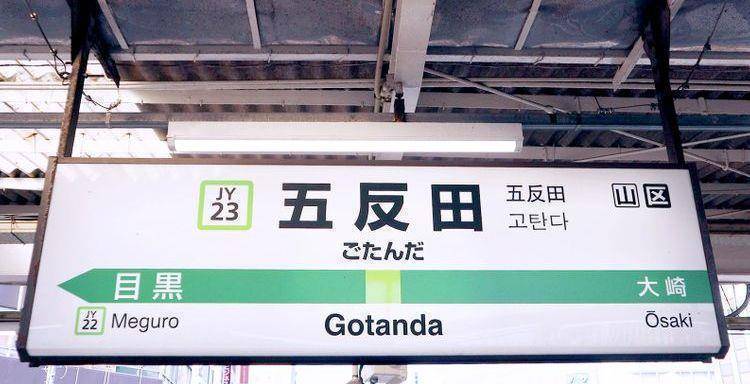 JY
23
五反田
五反田
고탄다
山区
ごたんだ
目黒
大崎
JY
22
Meguro
Gotanda
Ōsaki